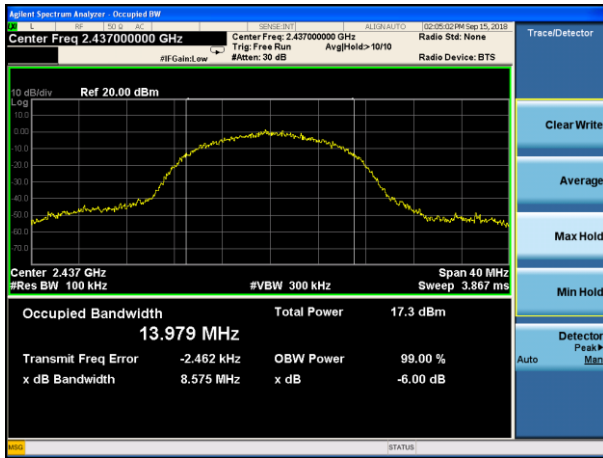 Agilent Spectrum Analyzer - Occupied BW
L RF 50 Ω AC SENSE:INT ALIGNAUTO 02:05:02 PM Sep 15, 2018
Center Freq 2.437000000 GHz Center Freq: 2.437000000 GHz Radio Std: None
Trig: Free Run Avg|Hold:> 10/10
#IFGain:Low #Atten: 30 dB Radio Device: BTS
Trace/Detector
10 dB/div Ref 20.00 dBm
Log
10.0
0.00
-10.0
-20.0
-30.0
-40.0
-50.0
-60.0
-70.0
Center 2.437 GHz Span 40 MHz
#Res BW 100 kHz #VBW 300 kHz Sweep 3.867 ms
Occupied Bandwidth Total Power 17.3 dBm
13.979 MHz
Transmit Freq Error -2.462 kHz OBW Power 99.00 %
x dB Bandwidth 8.575 MHz x dB -6.00 dB
Clear Write
Average
Max Hold
Min Hold
Detector
Peak▶
Auto Man
MSG STATUS